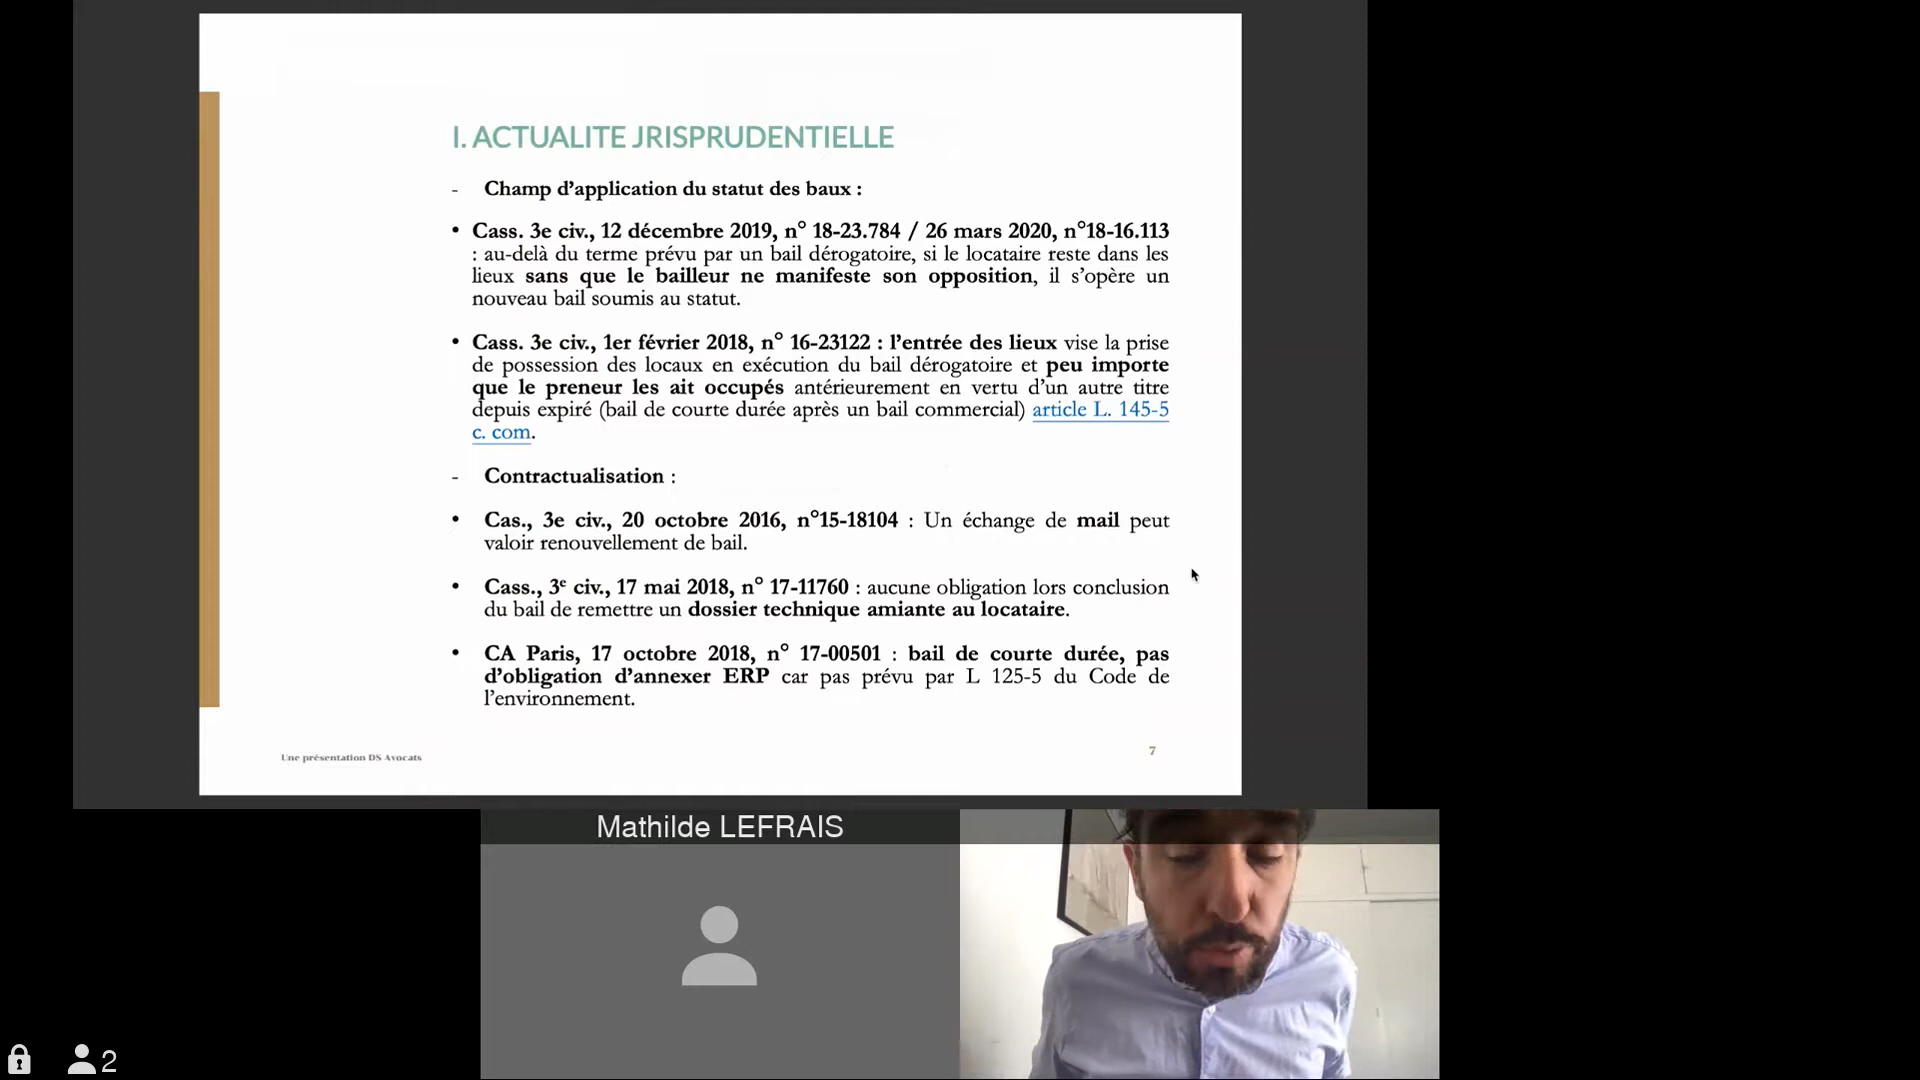 I. ACTUALITE JRISPRUDENTIELLE
- Champ d’application du statut des baux :
• Cass. 3e civ., 12 décembre 2019, n° 18-23.784 / 26 mars 2020, n°18-16.113
: au-delà du terme prévu par un bail dérogatoire, si le locataire reste dans les
lieux sans que le bailleur ne manifeste son opposition, il s’opère un
nouveau bail soumis au statut.
• Cass. 3e civ., 1er février 2018, n° 16-23122 : l’entrée des lieux vise la prise
de possession des locaux en exécution du bail dérogatoire et peu importe
que le preneur les ait occupés antérieurement en vertu d’un autre titre
depuis expiré (bail de courte durée après un bail commercial) article L. 145-5
c. com.
- Contractualisation :
• Cas., 3e civ., 20 octobre 2016, n°15-18104 : Un échange de mail peut
valoir renouvellement de bail.
• Cass., 3e civ., 17 mai 2018, n° 17-11760 : aucune obligation lors conclusion
du bail de remettre un dossier technique amiante au locataire.
• CA Paris, 17 octobre 2018, n° 17-00501 : bail de courte durée, pas
d’obligation d’annexer ERP car pas prévu par L 125-5 du Code de
l’environnement.
Une présentation DS Avocats
7
Mathilde LEFRAIS
2